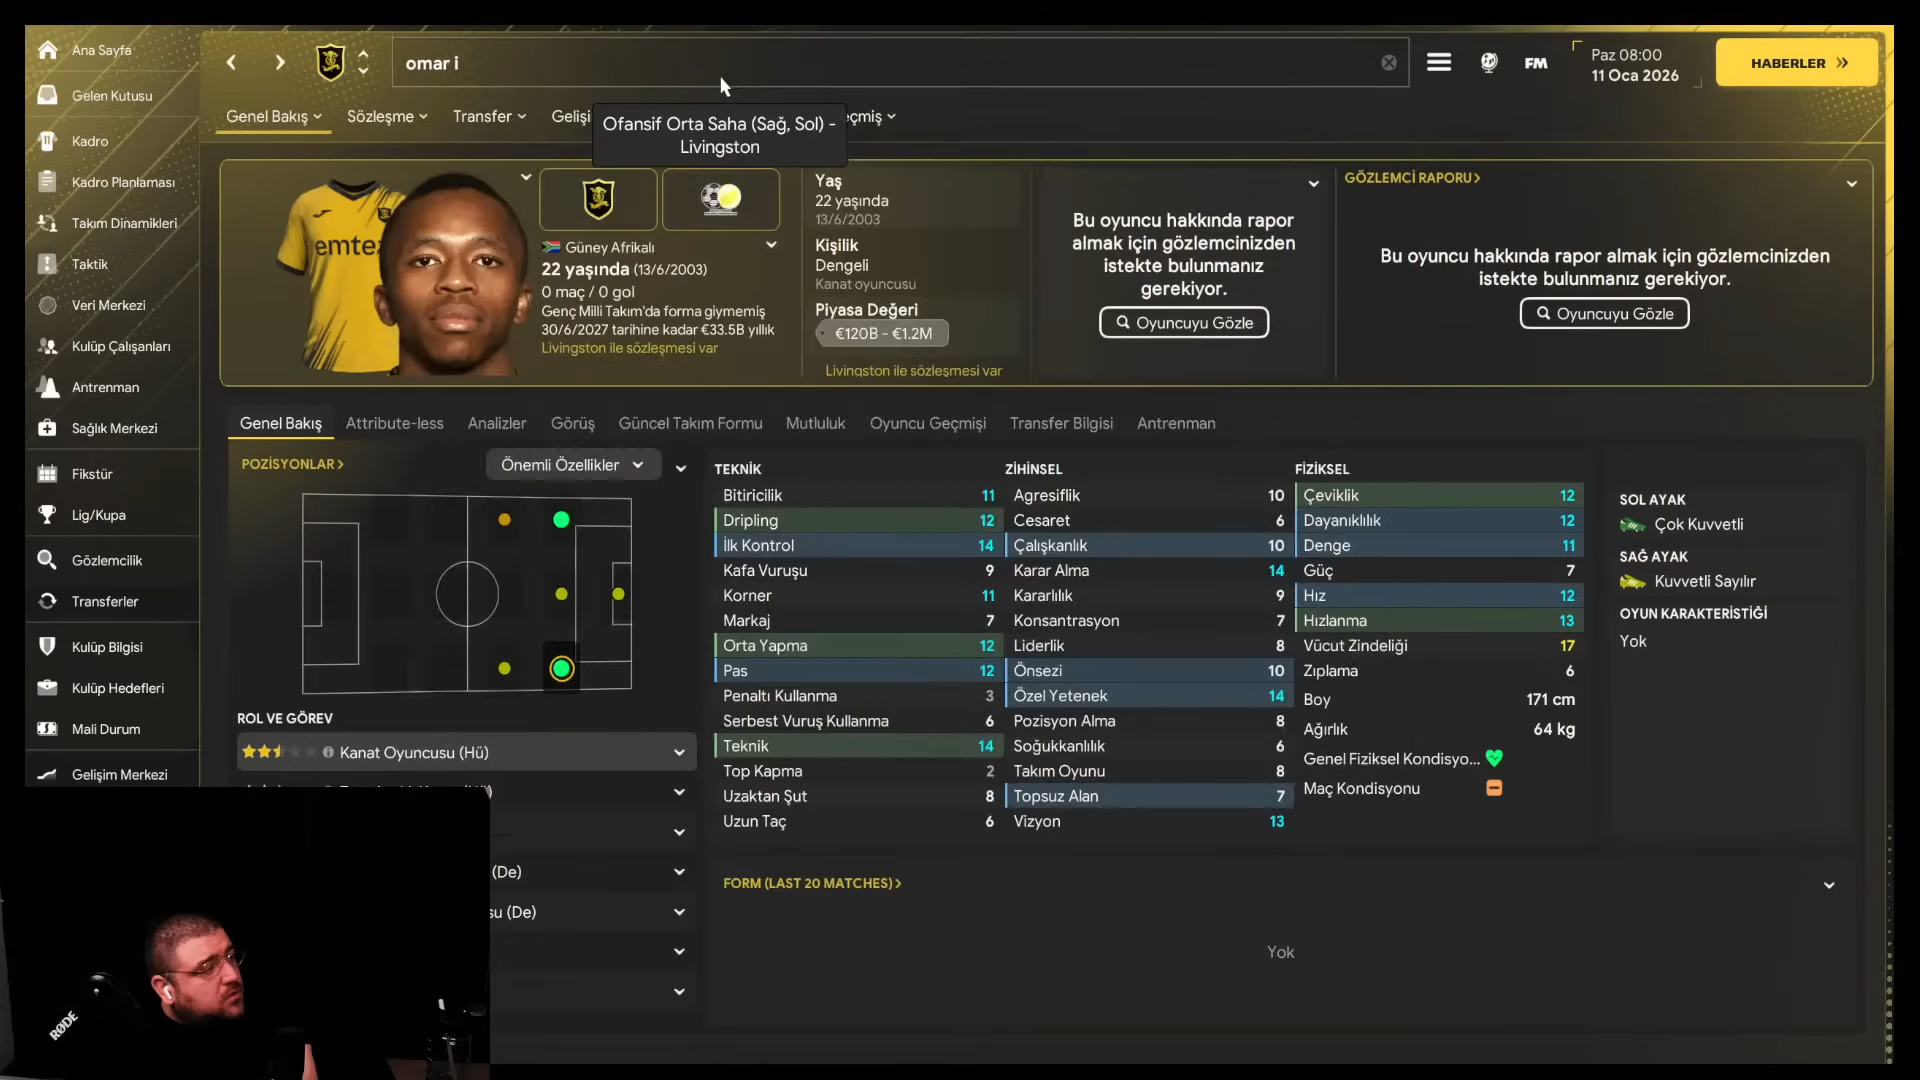 Ana Sayfa
Gelen Kutusu
Kadro
Kadro Planlaması
Takım Dinamikleri
Taktik
Veri Merkezi
Kulüp Çalışanları
Antrenman
Sağlık Merkezi
Fikstür
Lig/Kupa
Gözlemcilik
Transferler
Kulüp Bilgisi
Kulüp Hedefleri
Mali Durum
Gelişim Merkezi
omar i
FM
Paz 08:00
11 Oca 2026
HABERLER
Genel Bakış
Sözleşme
Transfer
Gelişi
çmiş
Ofansif Orta Saha (Sağ, Sol) -
Livingston
emte
Güney Afrikalı
22 yaşında (13/6/2003)
0 maç / 0 gol
Genç Milli Takım'da forma giymemiş
30/6/2027 tarihine kadar €33.5B yıllık
Livingston ile sözleşmesi var
Yaş
22 yaşında
13/6/2003
Kişilik
Dengeli
Kanat oyuncusu
Piyasa Değeri
€120B - €1.2M
Livingston ile sözleşmesi var
Bu oyuncu hakkında rapor
almak için gözlemcinizden
istekte bulunmanız
gerekiyor.
Oyuncuyu Gözle
GÖZLEMCİ RAPORU
Bu oyuncu hakkında rapor almak için gözlemcinizden
istekte bulunmanız gerekiyor.
Oyuncuyu Gözle
Genel Bakış
Attribute-less
Analizler
Görüş
Güncel Takım Formu
Mutluluk
Oyuncu Geçmişi
Transfer Bilgisi
Antrenman
POZİSYONLAR
Önemli Özellikler
ROL VE GÖREV
Kanat Oyuncusu (Hü)
(De)
su (De)
TEKNİK
Bitiricilik 11
Dripling 12
İlk Kontrol 14
Kafa Vuruşu 9
Korner 11
Markaj 7
Orta Yapma 12
Pas 12
Penaltı Kullanma 3
Serbest Vuruş Kullanma 6
Teknik 14
Top Kapma 2
Uzaktan Şut 8
Uzun Taç 6
ZİHİNSEL
Agresiflik 10
Cesaret 6
Çalışkanlık 10
Karar Alma 14
Kararlılık 9
Konsantrasyon 7
Liderlik 8
Önsezi 10
Özel Yetenek 14
Pozisyon Alma 8
Soğukkanlılık 6
Takım Oyunu 8
Topsuz Alan 7
Vizyon 13
FİZİKSEL
Çeviklik 12
Dayanıklılık 12
Denge 11
Güç 7
Hız 12
Hızlanma 13
Vücut Zindeliği 17
Zıplama 6
Boy 171 cm
Ağırlık 64 kg
Genel Fiziksel Kondisyo...
Maç Kondisyonu
SOL AYAK
Çok Kuvvetli
SAĞ AYAK
Kuvvetli Sayılır
OYUN KARAKTERİSTİĞİ
Yok
FORM (LAST 20 MATCHES)
Yok
RØDE